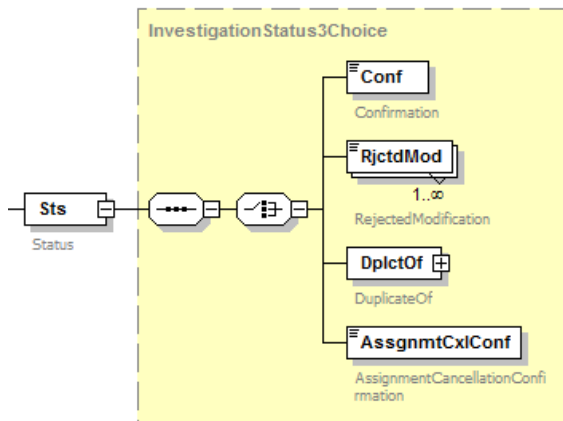 InvestigationStatus3Choice
Conf
Confirmation
RjctdMod
1..∞
RejectedModification
Sts
Status
DplctOf
DuplicateOf
AssgnmtCxlConf
AssignmentCancellationConfi
rmation